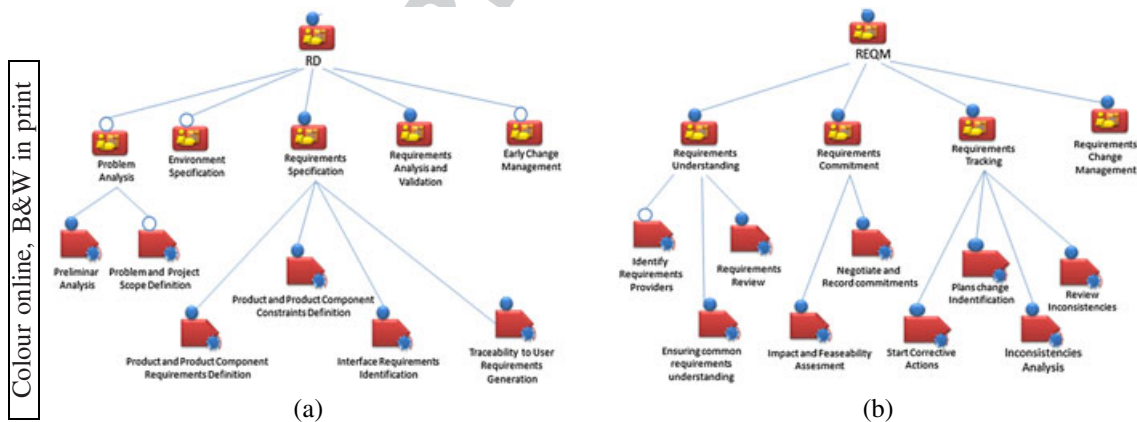 Colour online, B&W in print
RD
Problem
Analysis
Environment
Specification
Requirements
Specification
Requirements
Analysis and
Validation
Early Change
Management
Preliminar
Analysis
Problem and Project
Scope Definition
Product and Product Component
Constraints Definition
Product and Product Component
Requirements Definition
Interface Requirements
Identification
Traceability to User
Requirements
Generation
(a)
REQM
Requirements
Understanding
Requirements
Commitment
Requirements
Tracking
Requirements
Change
Management
Identify
Requirements
Providers
Requirements
Review
Negotiate and
Record commitments
Plans change
Indentification
Review
Inconsistencies
Ensuring common
requirements
understanding
Impact and Feaseability
Assesment
Start Corrective
Actions
Inconsistencies
Analysis
(b)